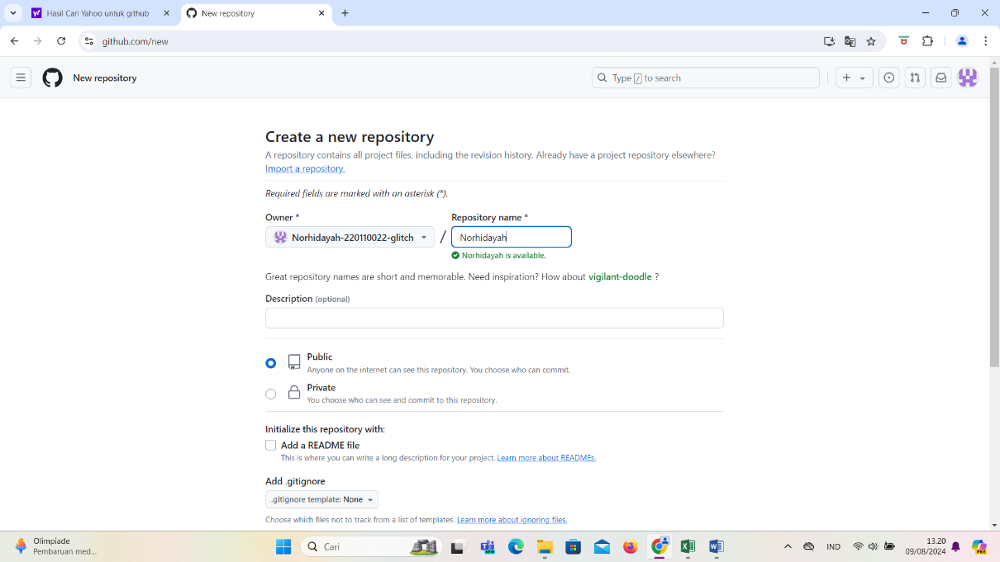 Hasil Cari Yahoo untuk github
New repository
github.com/new
New repository
Type / to search
Create a new repository
A repository contains all project files, including the revision history. Already have a project repository elsewhere?
Import a repository.
Required fields are marked with an asterisk (*).
Owner * Repository name *
Norhidayah-220110022-glitch / Norhidayah
Norhidayah is available.
Great repository names are short and memorable. Need inspiration? How about vigilant-doodle ?
Description (optional)
Public
Anyone on the internet can see this repository. You choose who can commit.
Private
You choose who can see and commit to this repository.
Initialize this repository with:
Add a README file
This is where you can write a long description for your project. Learn more about READMEs.
Add .gitignore
.gitignore template: None
Choose which files not to track from a list of templates. Learn more about ignoring files.
Olimpiade
Pembaruan med...
Cari
NEW
IND
13.20
09/08/2024
PRE